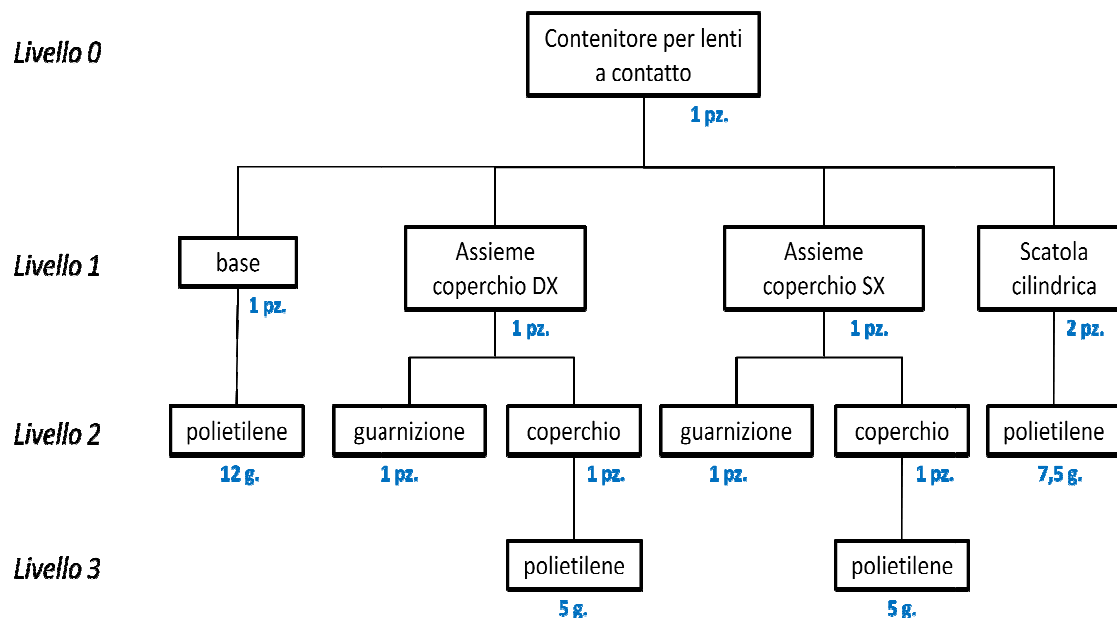 Livello 0
Contenitore per lenti
a contatto
1 pz.
Livello 1
base
1 pz.
Assieme
coperchio DX
1 pz.
Assieme
coperchio SX
1 pz.
Scatola
cilindrica
2 pz.
Livello 2
polietilene
12 g.
guarnizione
1 pz.
coperchio
1 pz.
guarnizione
1 pz.
coperchio
1 pz.
polietilene
7,5 g.
Livello 3
polietilene
5 g.
polietilene
5 g.